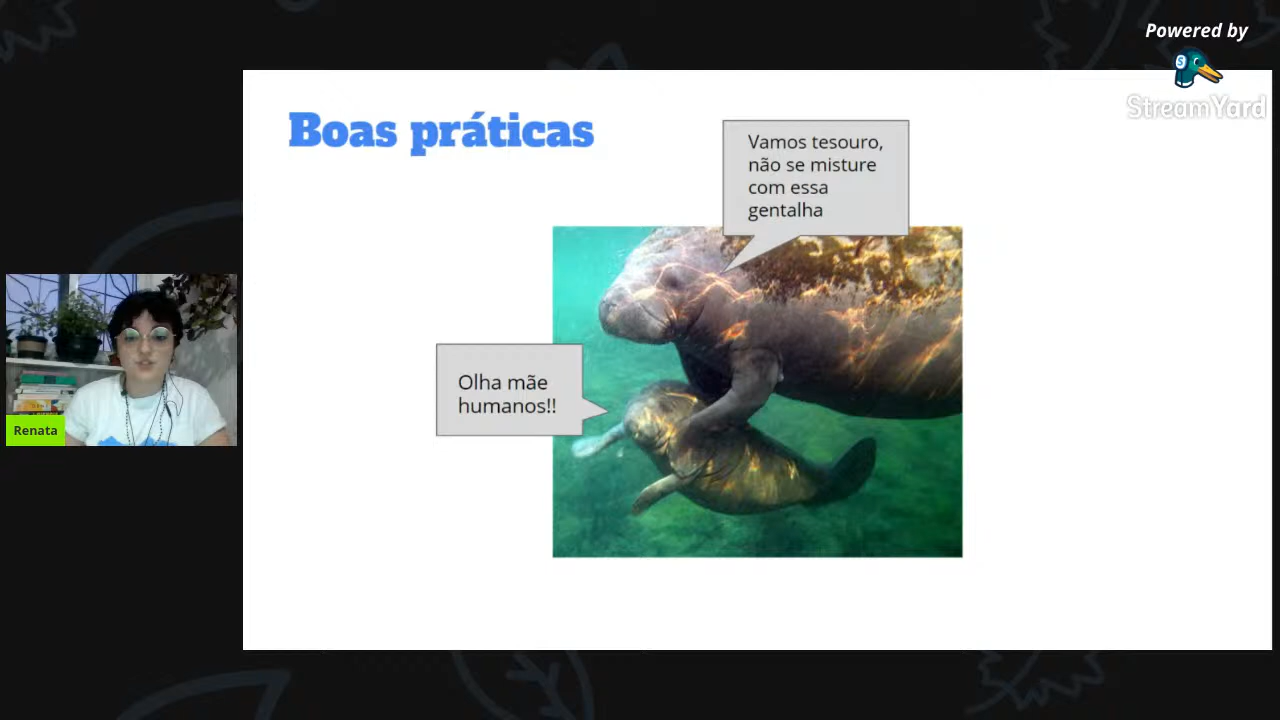 Powered by
StreamYard
Boas práticas
Vamos tesouro,
não se misture
com essa
gentalha
Olha mãe
humanos!!
Renata